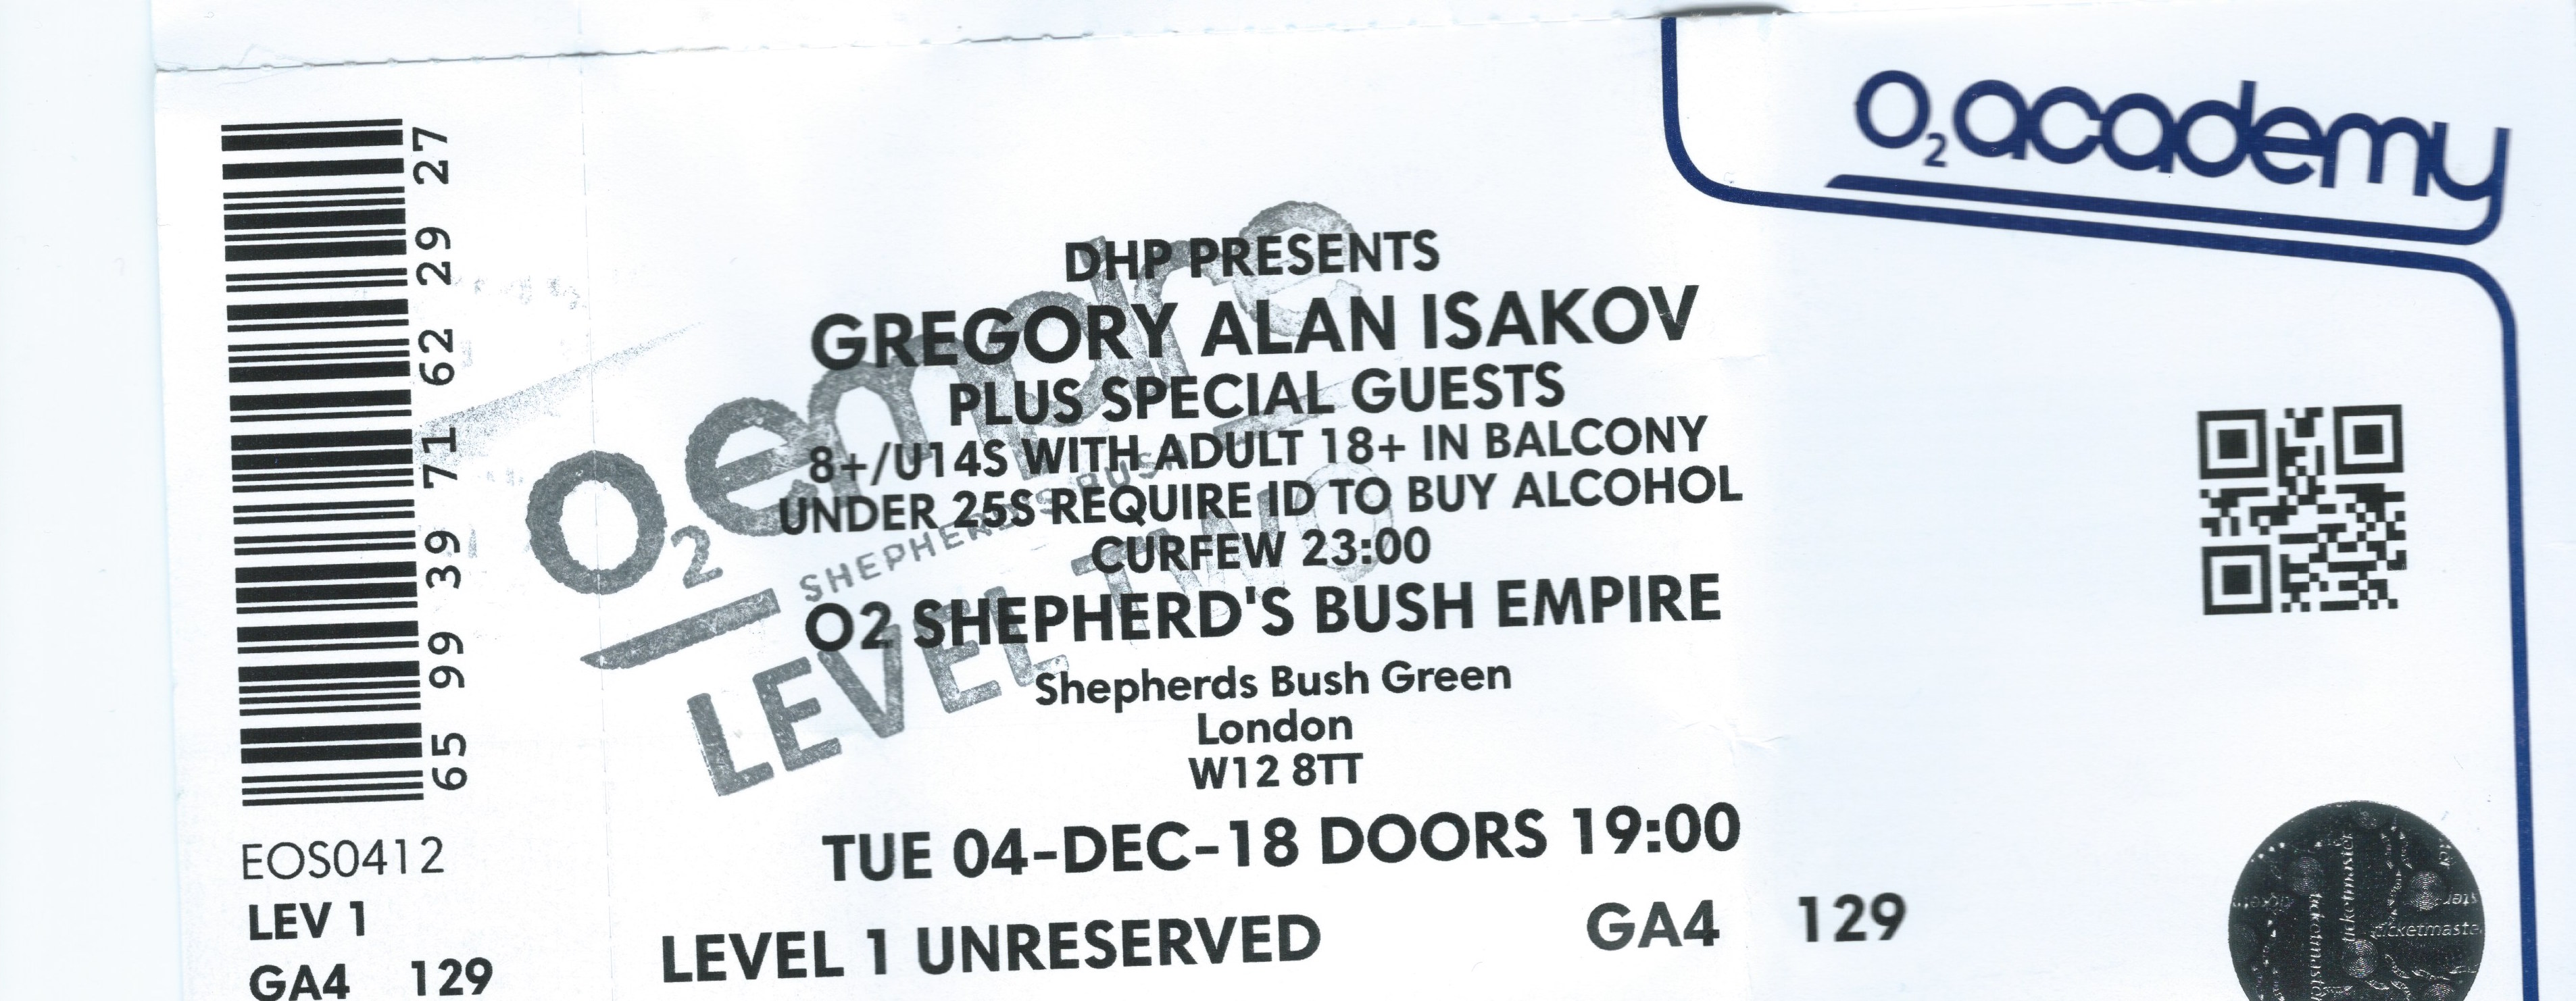 O2 academy
65 99 39 71 62 29 27
DHP PRESENTS
GREGORY ALAN ISAKOV
PLUS SPECIAL GUESTS
8+/U14S WITH ADULT 18+ IN BALCONY
UNDER 25S REQUIRE ID TO BUY ALCOHOL
CURFEW 23:00
O2 SHEPHERD'S BUSH EMPIRE
Shepherds Bush Green
London
W12 8TT
TUE 04-DEC-18 DOORS 19:00
LEVEL 1 UNRESERVED GA4 129
EOS0412
LEV 1
GA4 129
O2 empire
SHEPHERD'S BUSH
LEVEL TWO
ticketmaster
ticketmaster
ticketmaste